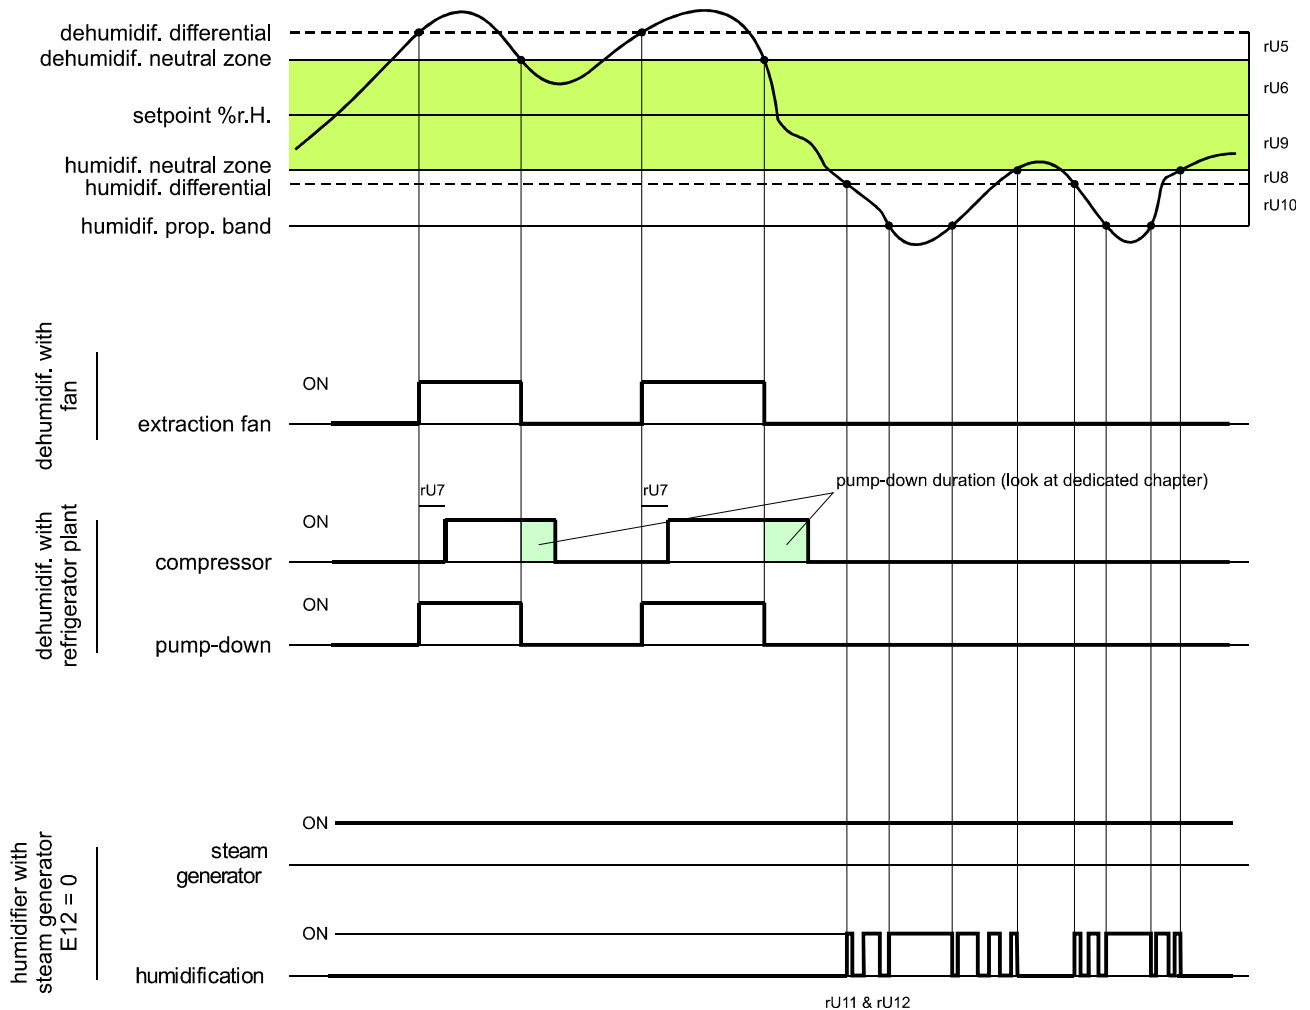 dehumidif. differential
rU5
dehumidif. neutral zone
rU6
setpoint %r.H.
rU9
humidif. neutral zone
rU8
humidif. differential
rU10
humidif. prop. band
dehumidif. with
fan
ON
extraction fan
dehumidif. with
refrigerator plant
rU7
rU7
pump-down duration (look at dedicated chapter)
ON
compressor
ON
pump-down
humidifier with
steam generator
E12 = 0
ON
steam
generator
ON
humidification
rU11 & rU12